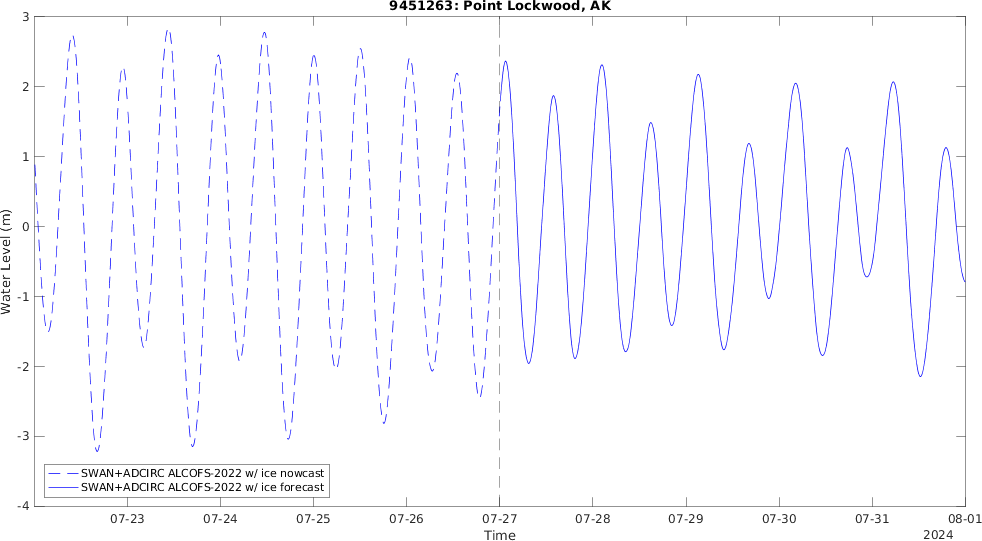 9451263: Point Lockwood, AK
Water Level (m)
3
2
1
0
-1
-2
-3
-4
SWAN+ADCIRC ALCOFS-2022 w/ ice nowcast
SWAN+ADCIRC ALCOFS-2022 w/ ice forecast
07-23 07-24 07-25 07-26 07-27 07-28 07-29 07-30 07-31 08-01
Time
2024